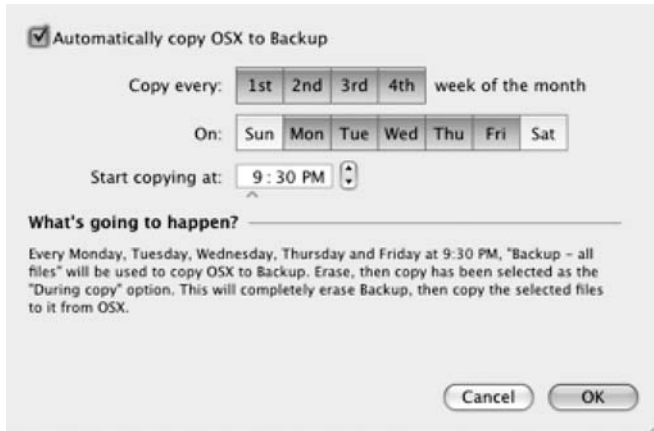 Automatically copy OSX to Backup
Copy every: 1st 2nd 3rd 4th week of the month
On: Sun Mon Tue Wed Thu Fri Sat
Start copying at: 9:30 PM
What's going to happen?
Every Monday, Tuesday, Wednesday, Thursday and Friday at 9:30 PM, "Backup - all
files" will be used to copy OSX to Backup. Erase, then copy has been selected as the
"During copy" option. This will completely erase Backup, then copy the selected files
to it from OSX.
Cancel OK